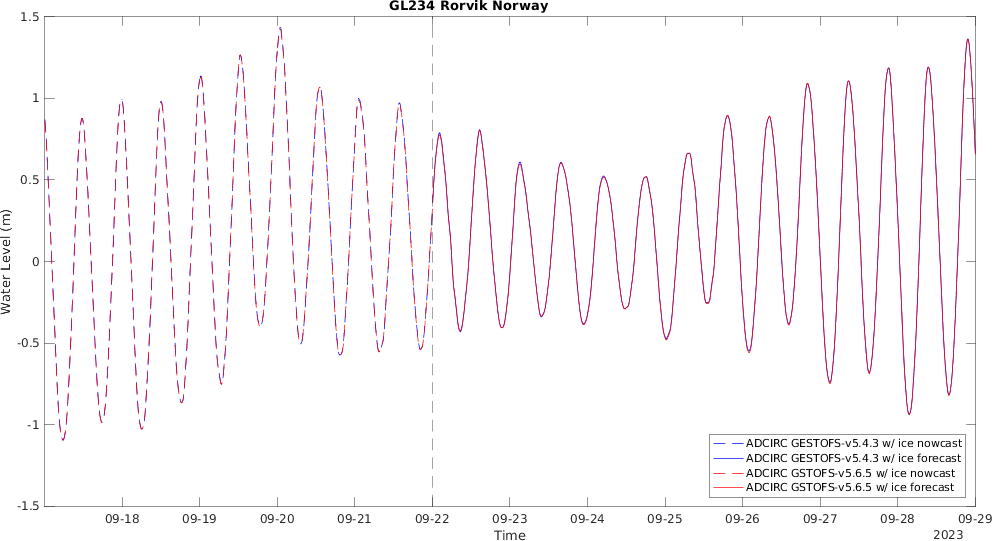 GL234 Rorvik Norway
1.5
1
0.5
0
-0.5
-1
-1.5
Water Level (m)
ADCIRC GESTOFS-v5.4.3 w/ ice nowcast
ADCIRC GESTOFS-v5.4.3 w/ ice forecast
ADCIRC GSTOFS-v5.6.5 w/ ice nowcast
ADCIRC GSTOFS-v5.6.5 w/ ice forecast
09-18 09-19 09-20 09-21 09-22 09-23 09-24 09-25 09-26 09-27 09-28 09-29
Time
2023